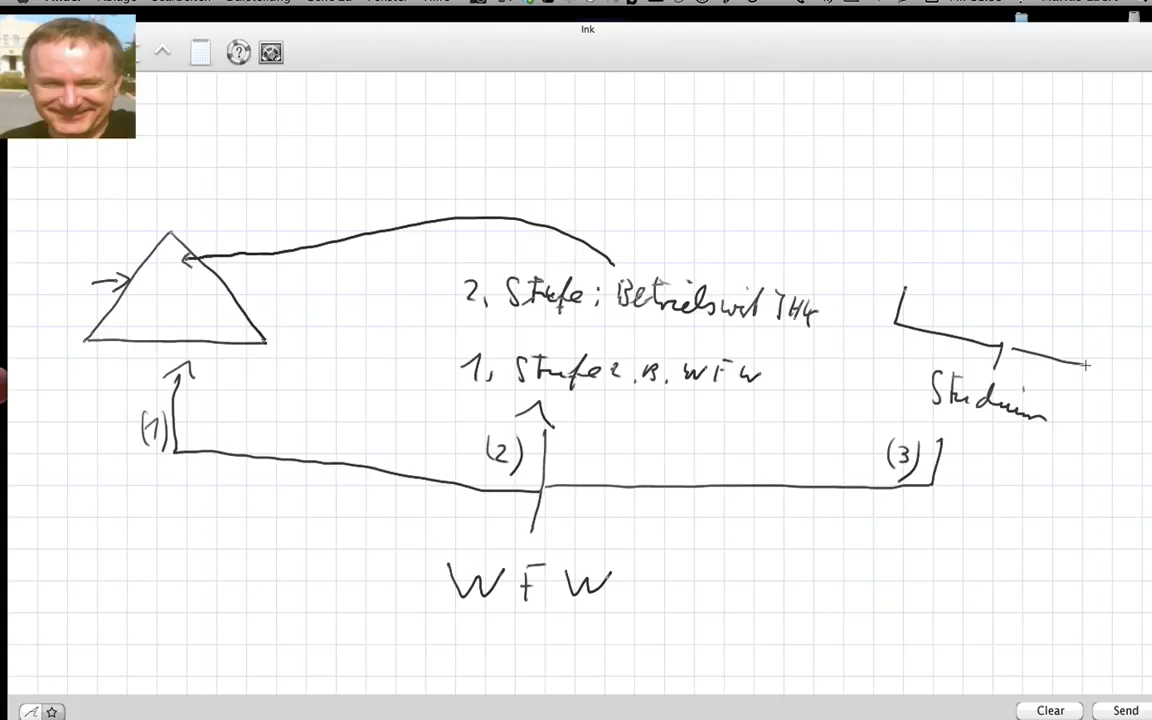 Ink
2. Stufe: Betriebswirt IHK
1. Stufe z.B. WFW
Studium
(1)
(2)
(3)
WFW
Clear
Send